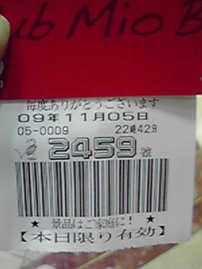 ub Mio B
毎度ありがとうございます
09年11月05日
05-0009 22時42分
2459 枚
★ ★
景品はご家庭に!
【本日限り有効】